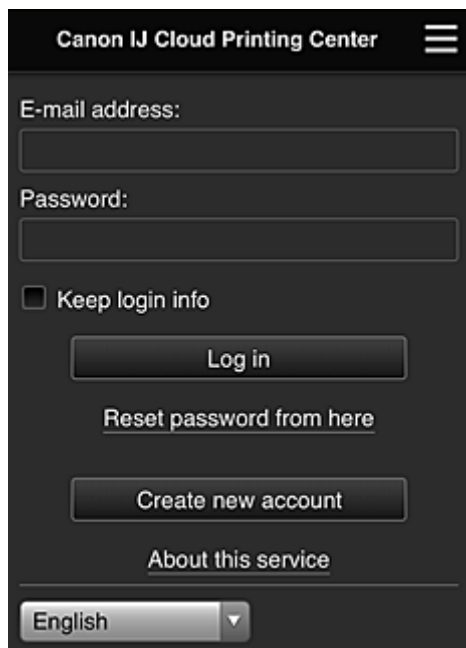 Canon IJ Cloud Printing Center
E-mail address:
Password:
Keep login info
Log in
Reset password from here
Create new account
About this service
English